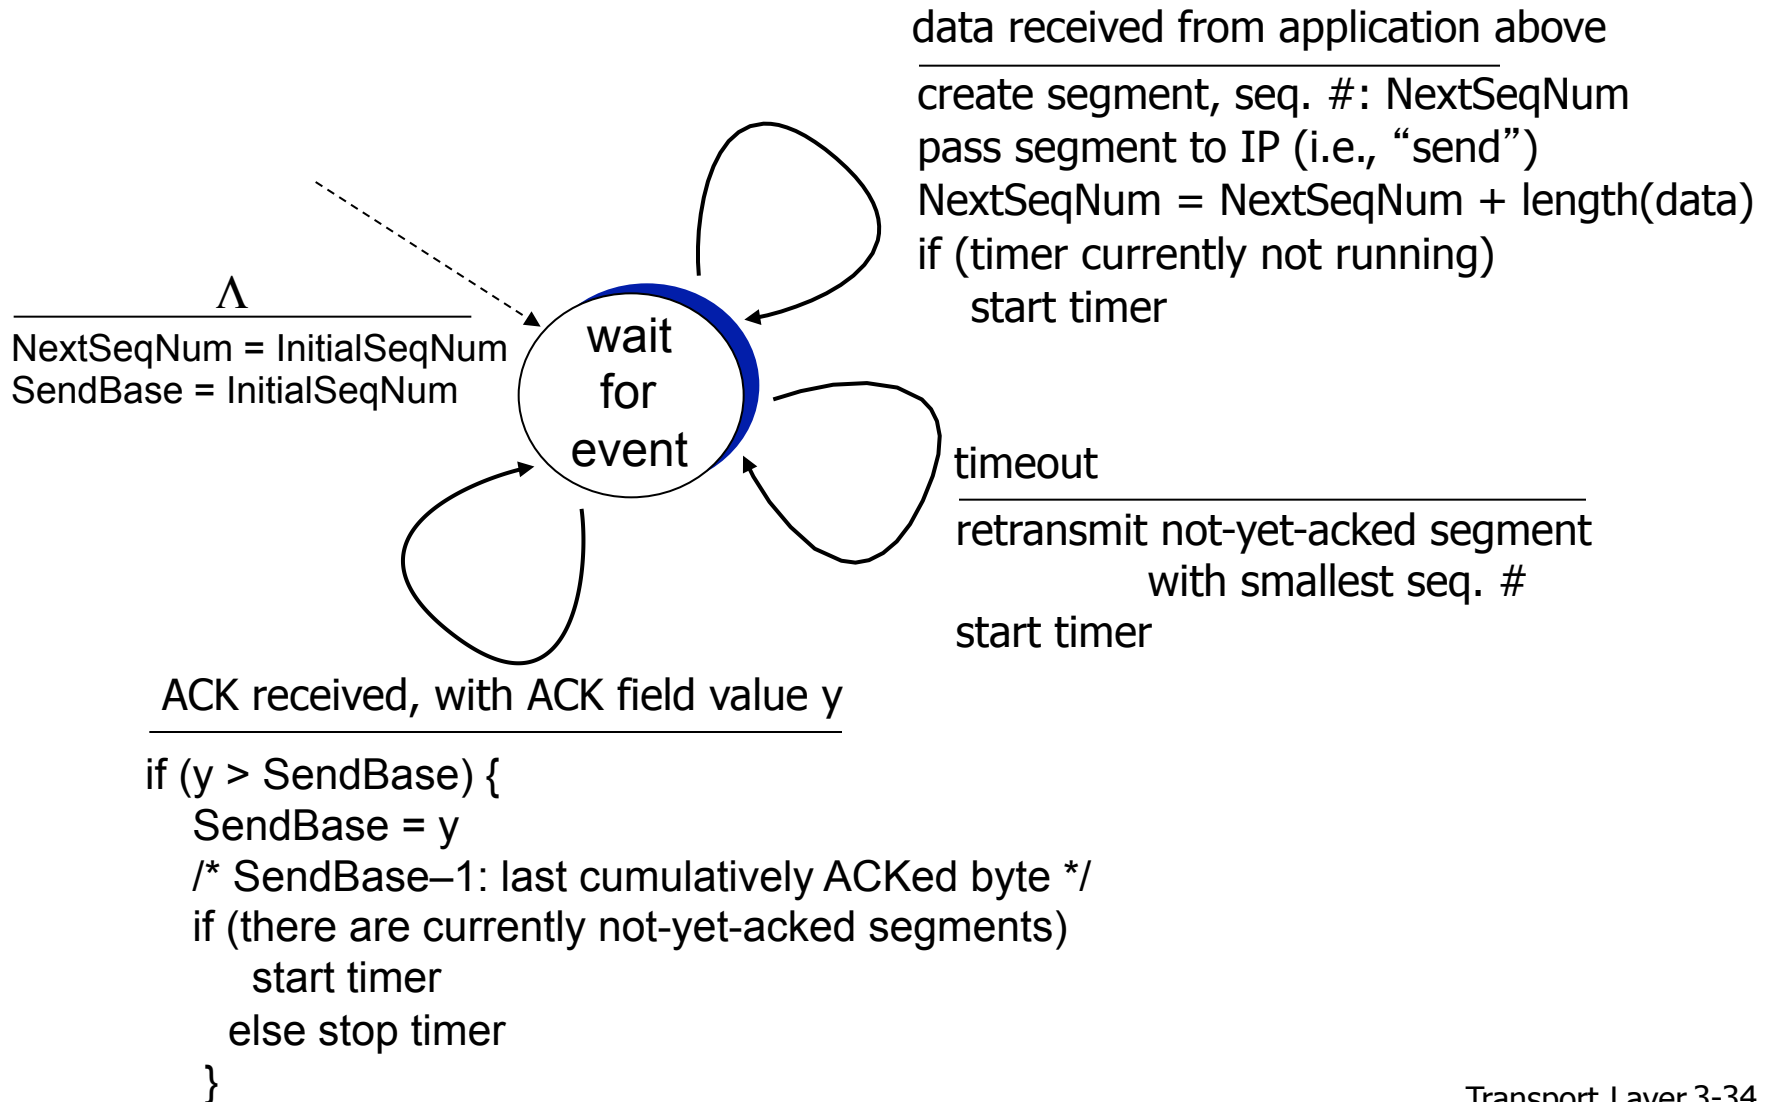 data received from application above
create segment, seq. #: NextSeqNum
pass segment to IP (i.e., “send”)
NextSeqNum = NextSeqNum + length(data)
if (timer currently not running)
start timer
Λ
NextSeqNum = InitialSeqNum
SendBase = InitialSeqNum
wait
for
event
timeout
retransmit not-yet-acked segment
with smallest seq. #
start timer
ACK received, with ACK field value y
if (y > SendBase) {
SendBase = y
/* SendBase–1: last cumulatively ACKed byte */
if (there are currently not-yet-acked segments)
start timer
else stop timer
}
Transport Layer 3-34